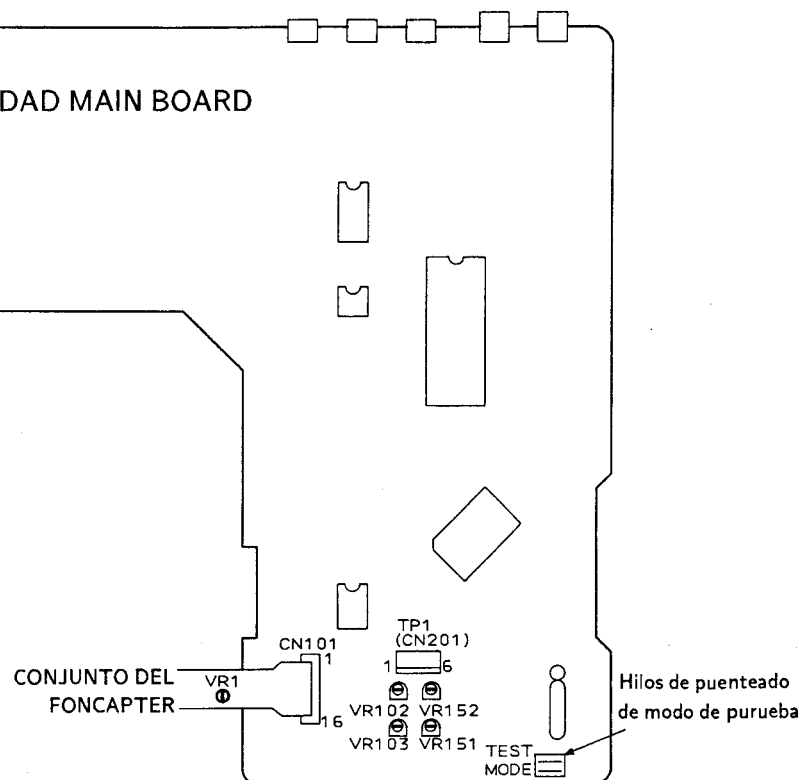 DAD MAIN BOARD
TP1
(CN201)
1 6
CN101
1
16
CONJUNTO DEL
FONCAPTER
VR1
VR102 VR152
VR103 VR151
TEST
MODE
Hilos de puenteado
de modo de purueba